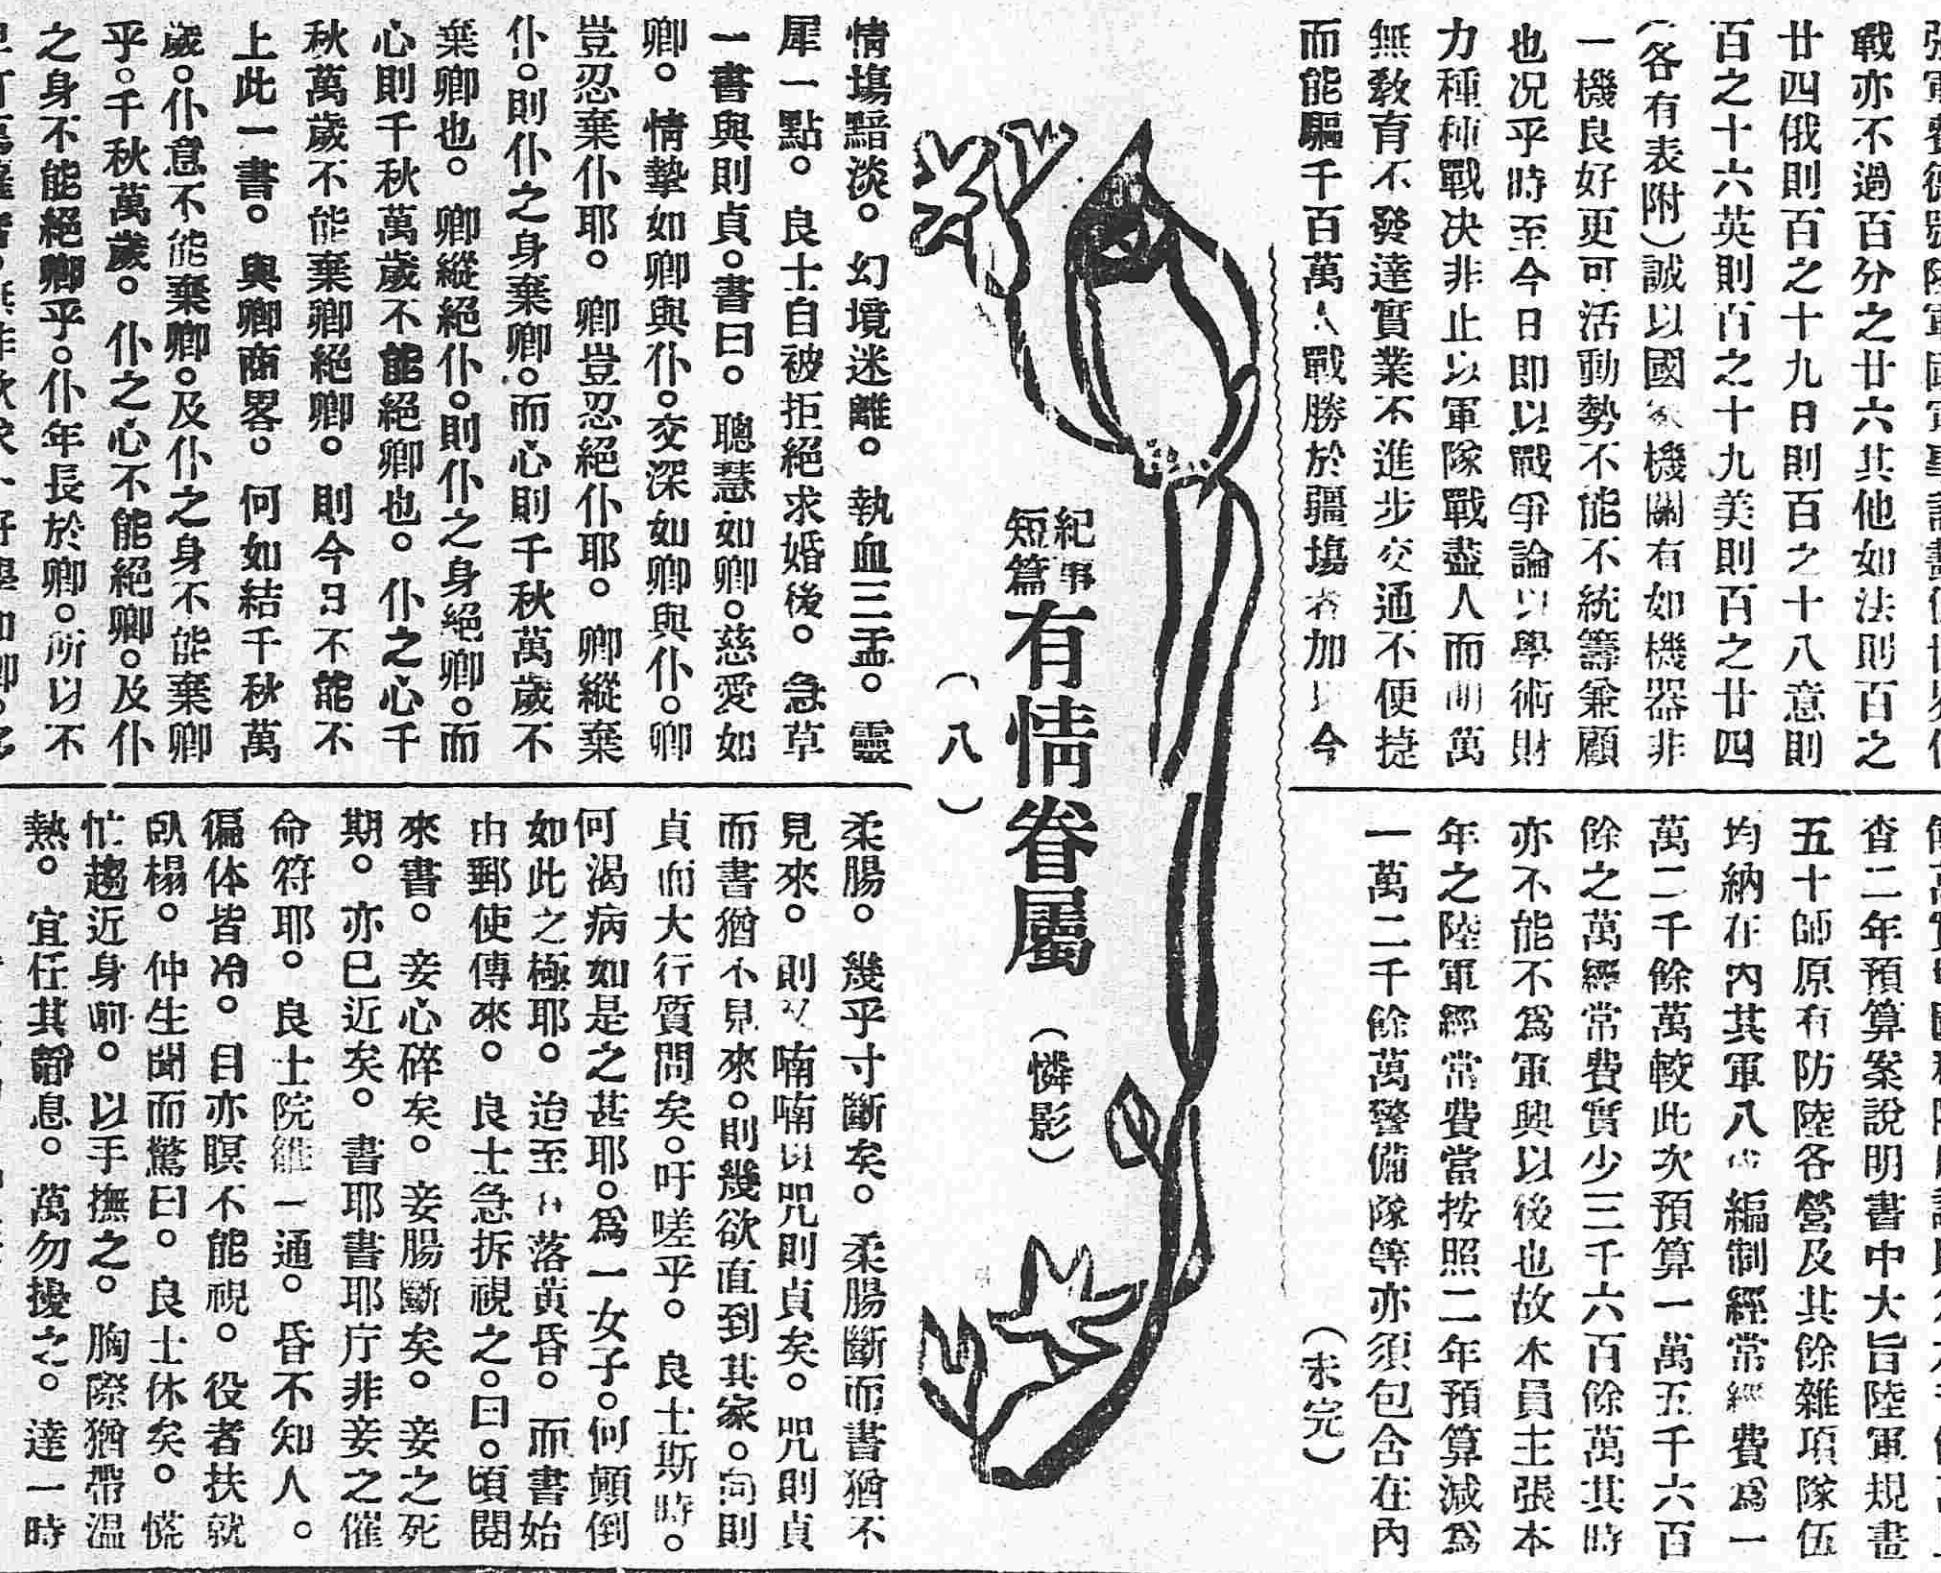 戰亦不過百分之廿六其他如法則百之
廿四俄則百之十九日則百之十八意則
百之十六英則百之十九美則百之廿四
(各有表附)誠以國家機關有如機器非
一機良好更可活動勢不能不統籌兼顧
也况乎時至今日即以戰爭論以學術財
力種種戰决非止以軍隊戰盡人而明萬
無敎育不發達實業不進步交通不便捷
而能驅千百萬人戰勝於疆塲者加以今
查二年預算案說明書中大旨陸軍規畫
五十師原有防陸各營及其餘雜項隊伍
均納在內其軍八成編制經常經費爲一
萬二千餘萬較此次預算一萬五千六百
餘之萬經常費實少三千六百餘萬其時
亦不能不爲軍興以後也故本員主張本
年之陸軍經常費當按照二年預算减爲
一萬二千餘萬警備隊等亦須包含在內
(未完)
紀事
短篇
有情眷屬
(憐影)
(八)
情塲黯淡。幻境迷離。執血三盂。靈
犀一點。良士自被拒絕求婚後。急草
一書與則貞。書曰。聰慧如卿。慈愛如
卿。情摯如卿與仆。交深如卿與仆。卿
豈忍棄仆耶。卿豈忍絕仆耶。卿縱棄
仆。則仆之身棄卿。而心則千秋萬歲不
棄卿也。卿縱絕仆。則仆之身絕卿。而
心則千秋萬歲不能絕卿也。仆之心千
秋萬歲不能棄卿絕卿。則今日不能不
上此一書。與卿商畧。何如結千秋萬
歲。仆意不能棄卿。及仆之身不能棄卿
乎。千秋萬歲。仆之心不能絕卿。及仆
之身不能絕卿乎。仆年長於卿。所以不
柔腸。幾乎寸斷矣。柔腸斷而書猶不
見來。則又喃喃以咒則貞矣。咒則貞
而書猶不見來。則幾欲直到其家。向則
貞而大行質問矣。吁嗟乎。良士斯時。
何渴病如是之甚耶。爲一女子。何顚倒
如此之極耶。迨至日落黃昏。而書始
由郵使傳來。良士急拆視之。曰。頃閱
來書。妾心碎矣。妾腸斷矣。妾之死
期。亦已近矣。書耶書耶庁非妾之催
命符耶。良士院雒一通。昏不知人。
徧体皆冷。目亦瞑不能視。役者扶就
臥榻。仲生聞而驚曰。良士休矣。慌
忙趨近身前。以手撫之。胸際猶帶溫
熱。宜任其靜息。萬勿擾之。達一時